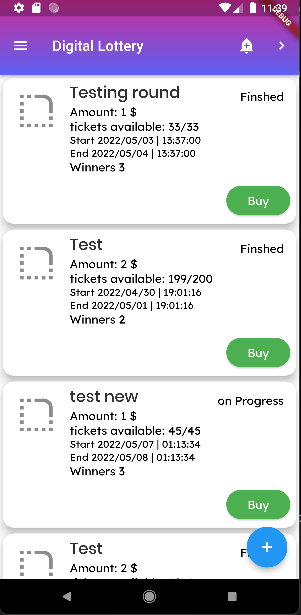 11:39
DEBUG
Digital Lottery
Testing round
Finshed
Amount: 1 $
tickets available: 33/33
Start 2022/05/03 | 13:37:00
End 2022/05/04 | 13:37:00
Winners 3
Buy
Test
Finshed
Amount: 2 $
tickets available: 199/200
Start 2022/04/30 | 19:01:16
End 2022/05/01 | 19:01:16
Winners 2
Buy
test new
on Progress
Amount: 1 $
tickets available: 45/45
Start 2022/05/07 | 01:13:34
End 2022/05/08 | 01:13:34
Winners 3
Buy
Test
Amount: 2 $